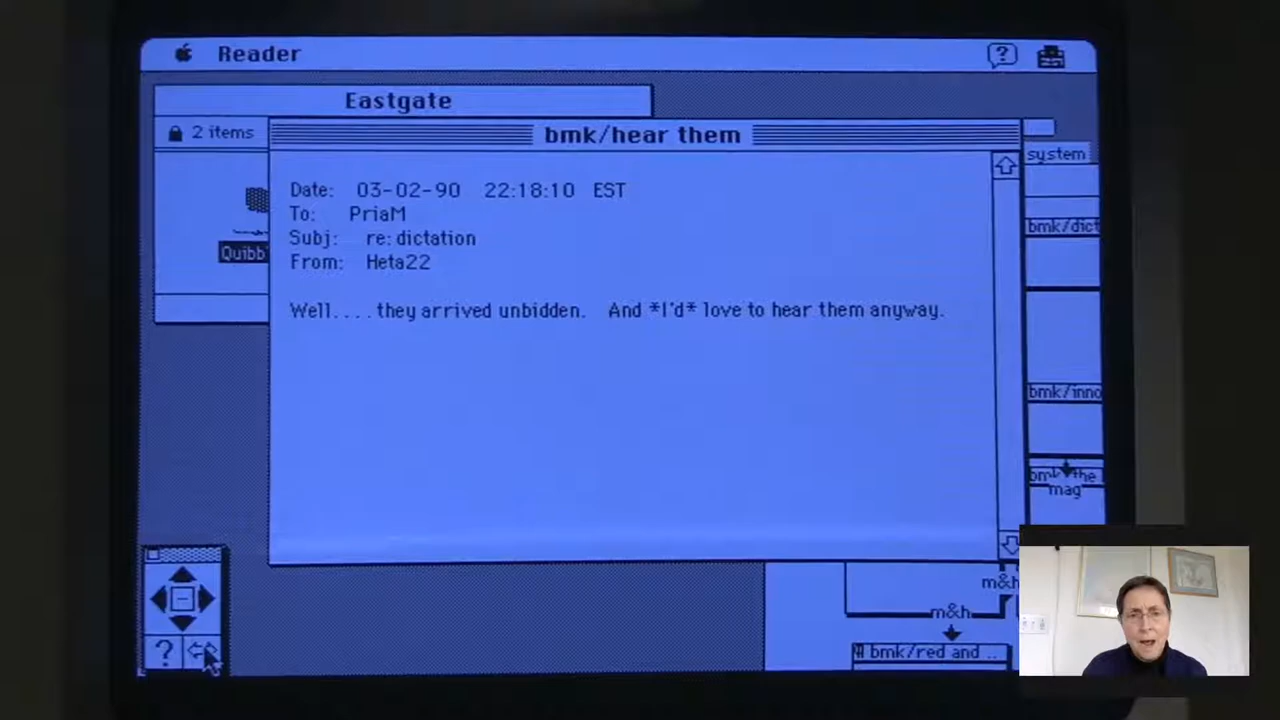 Reader
?
Eastgate
2 items
bmk/hear them
system
Date: 03-02-90 22:18:10 EST
To: PriaM
Subj: re: dictation
From: Heta22
Quibb
bmk/dict
Well.... they arrived unbidden. And *I'd* love to hear them anyway.
bmk/inno
the
mag
m&h
m&h
bmk/red and ..
?